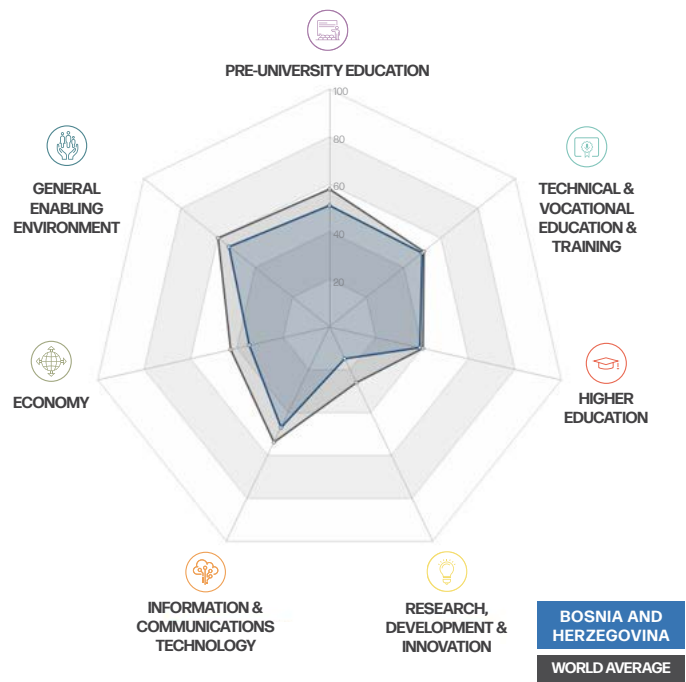 PRE-UNIVERSITY EDUCATION
100
80
60
40
20
GENERAL
ENABLING
ENVIRONMENT
TECHNICAL &
VOCATIONAL
EDUCATION &
TRAINING
ECONOMY
HIGHER
EDUCATION
INFORMATION &
COMMUNICATIONS
TECHNOLOGY
RESEARCH,
DEVELOPMENT &
INNOVATION
BOSNIA AND
HERZEGOVINA
WORLD AVERAGE